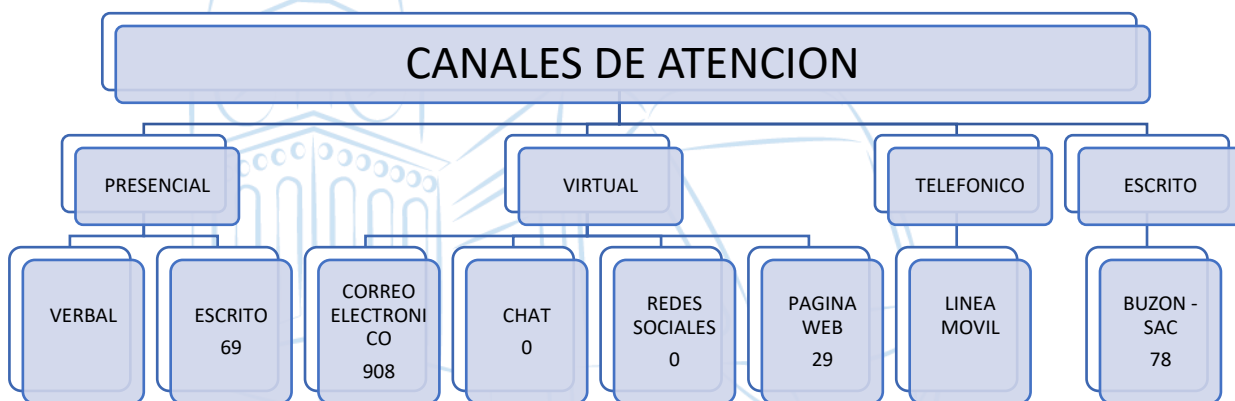 CANALES DE ATENCION
PRESENCIAL
VIRTUAL
TELEFONICO
ESCRITO
VERBAL
ESCRITO
69
CORREO
ELECTRONI
CO
908
CHAT
0
REDES
SOCIALES
0
PAGINA
WEB
29
LINEA
MOVIL
BUZON -
SAC
78